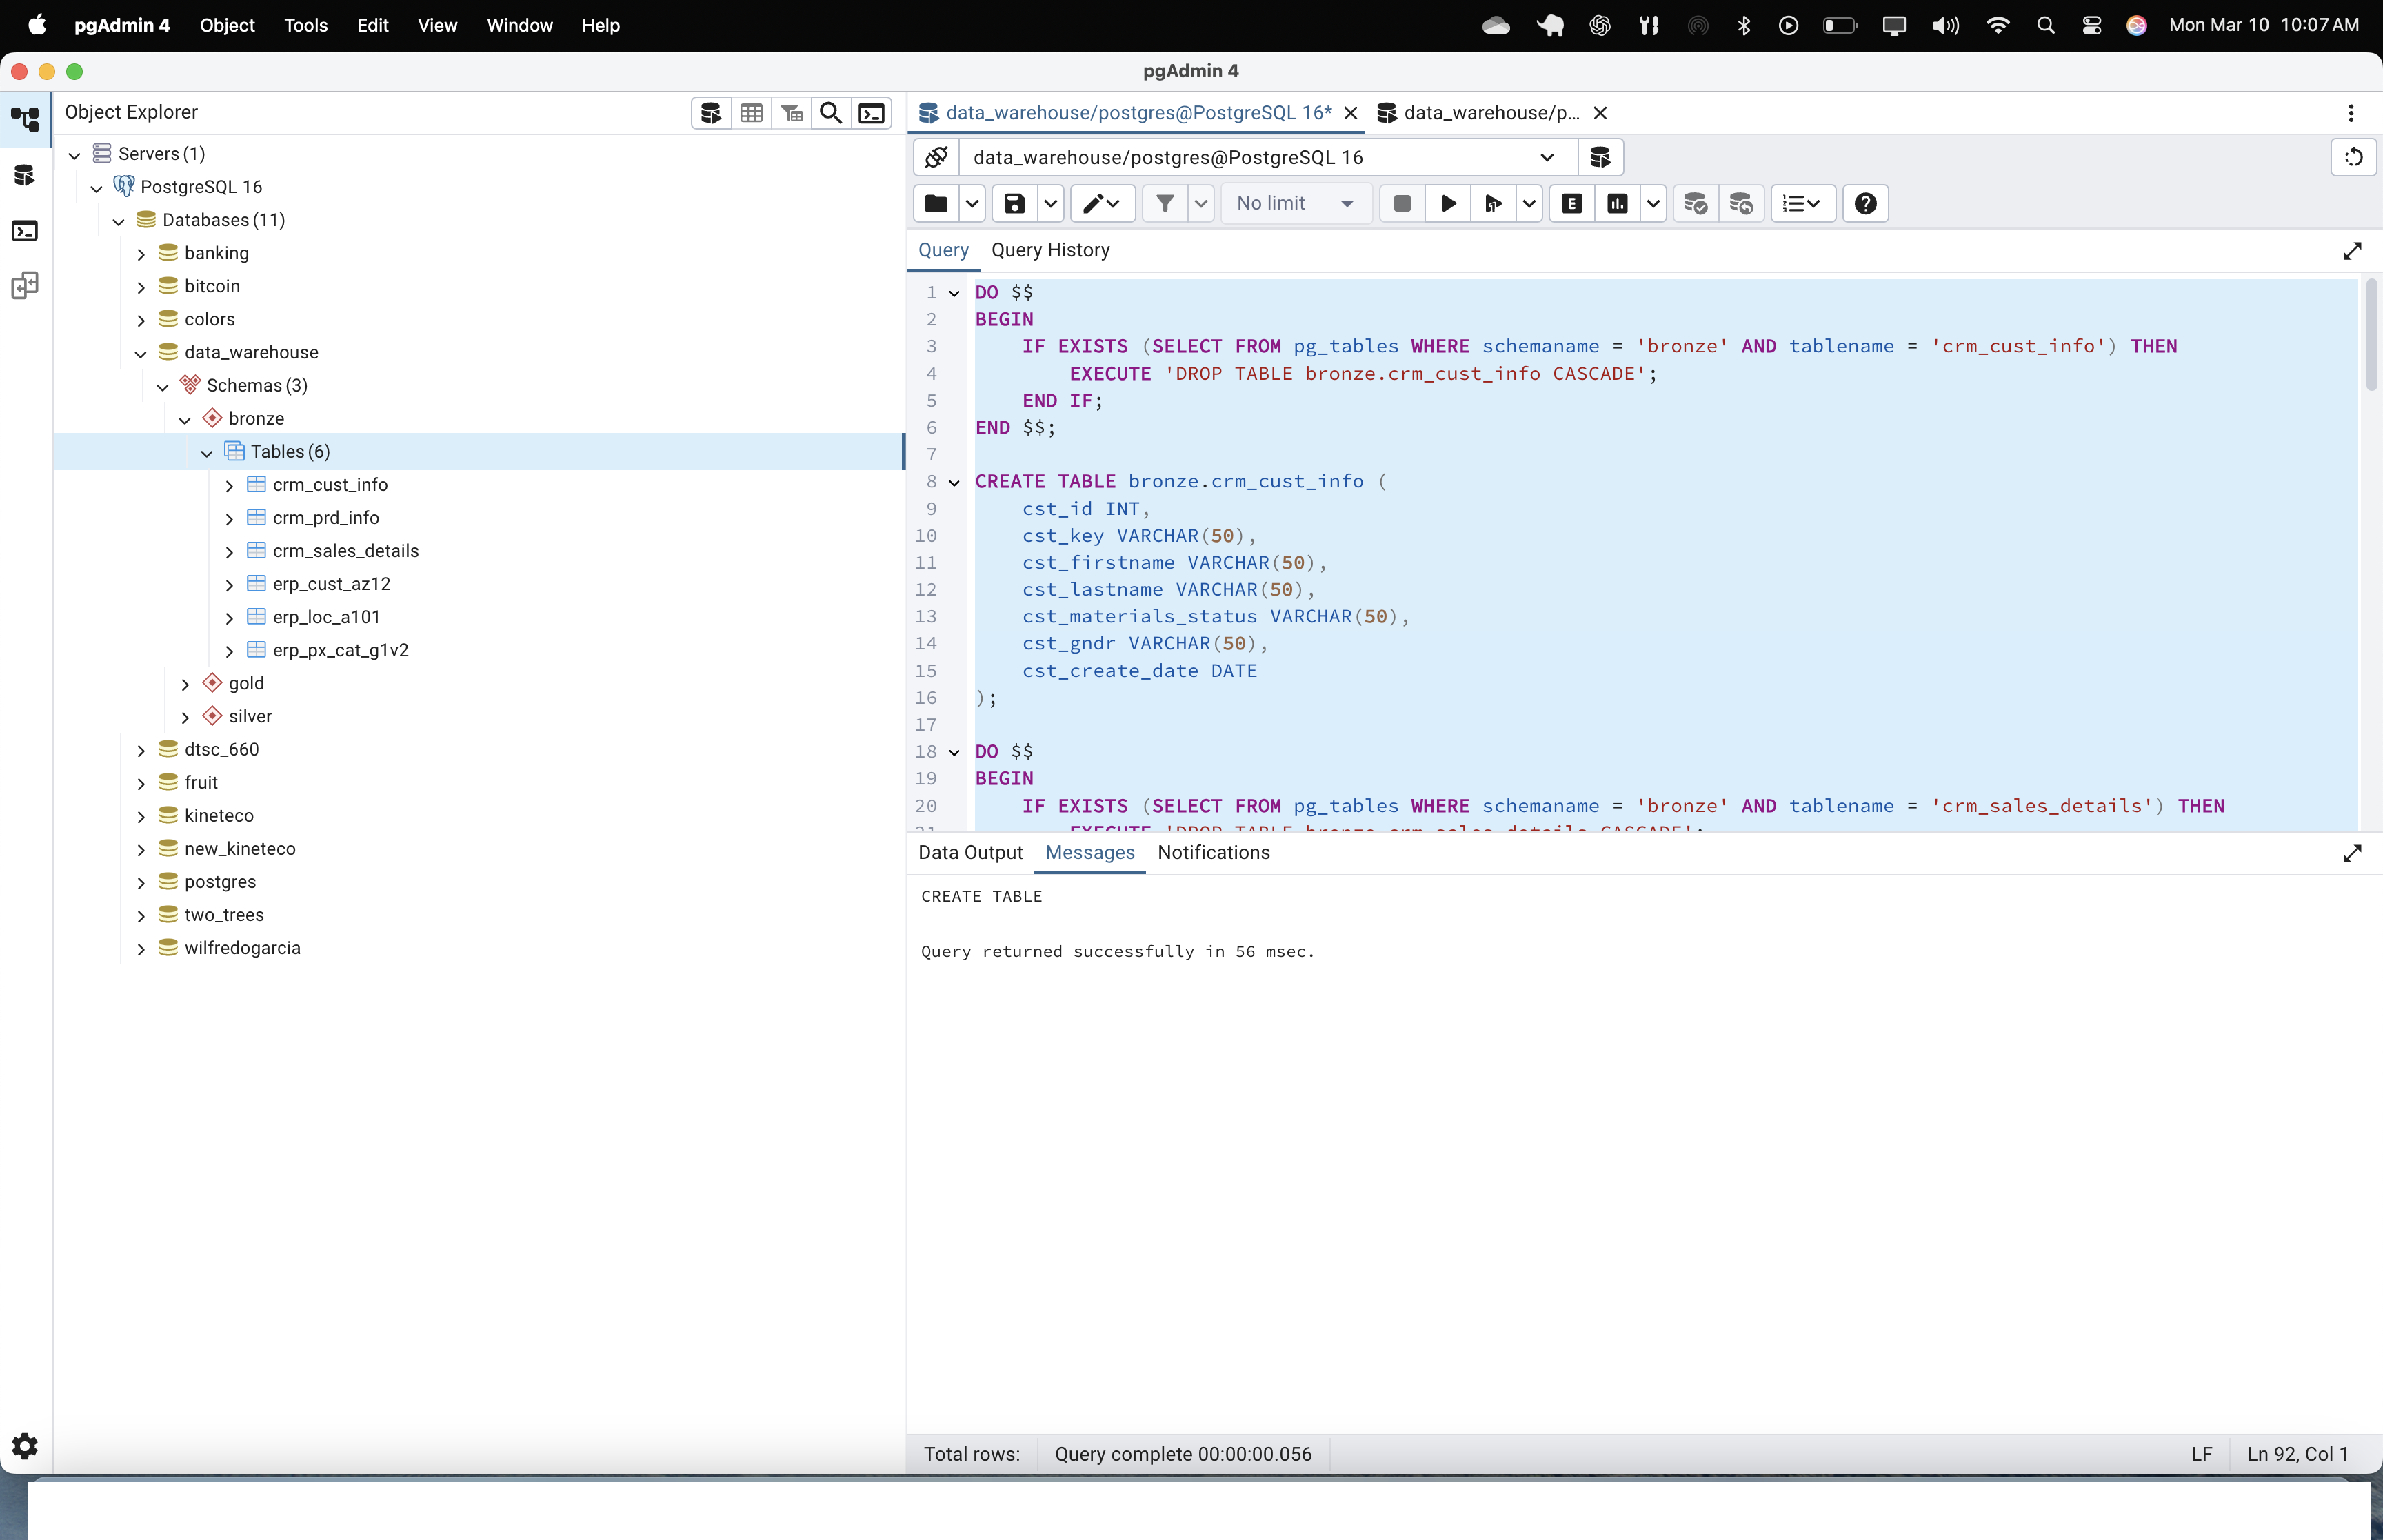 pgAdmin 4 Object Tools Edit View Window Help Mon Mar 10 10:07 AM
pgAdmin 4
Object Explorer
Servers (1)
PostgreSQL 16
Databases (11)
banking
bitcoin
colors
data_warehouse
Schemas (3)
bronze
Tables (6)
crm_cust_info
crm_prd_info
crm_sales_details
erp_cust_az12
erp_loc_a101
erp_px_cat_g1v2
gold
silver
dtsc_660
fruit
kineteco
new_kineteco
postgres
two_trees
wilfredogarcia
data_warehouse/postgres@PostgreSQL 16* data_warehouse/p...
data_warehouse/postgres@PostgreSQL 16
No limit E
Query Query History
1 DO $$
2 BEGIN
3 IF EXISTS (SELECT FROM pg_tables WHERE schemaname = 'bronze' AND tablename = 'crm_cust_info') THEN
4 EXECUTE 'DROP TABLE bronze.crm_cust_info CASCADE';
5 END IF;
6 END $$;
7
8 CREATE TABLE bronze.crm_cust_info (
9 cst_id INT,
10 cst_key VARCHAR(50),
11 cst_firstname VARCHAR(50),
12 cst_lastname VARCHAR(50),
13 cst_materials_status VARCHAR(50),
14 cst_gndr VARCHAR(50),
15 cst_create_date DATE
16 );
17
18 DO $$
19 BEGIN
20 IF EXISTS (SELECT FROM pg_tables WHERE schemaname = 'bronze' AND tablename = 'crm_sales_details') THEN
21 EXECUTE 'DROP TABLE bronze.crm_sales_details CASCADE';
Data Output Messages Notifications
CREATE TABLE
Query returned successfully in 56 msec.
Total rows: Query complete 00:00:00.056 LF Ln 92, Col 1